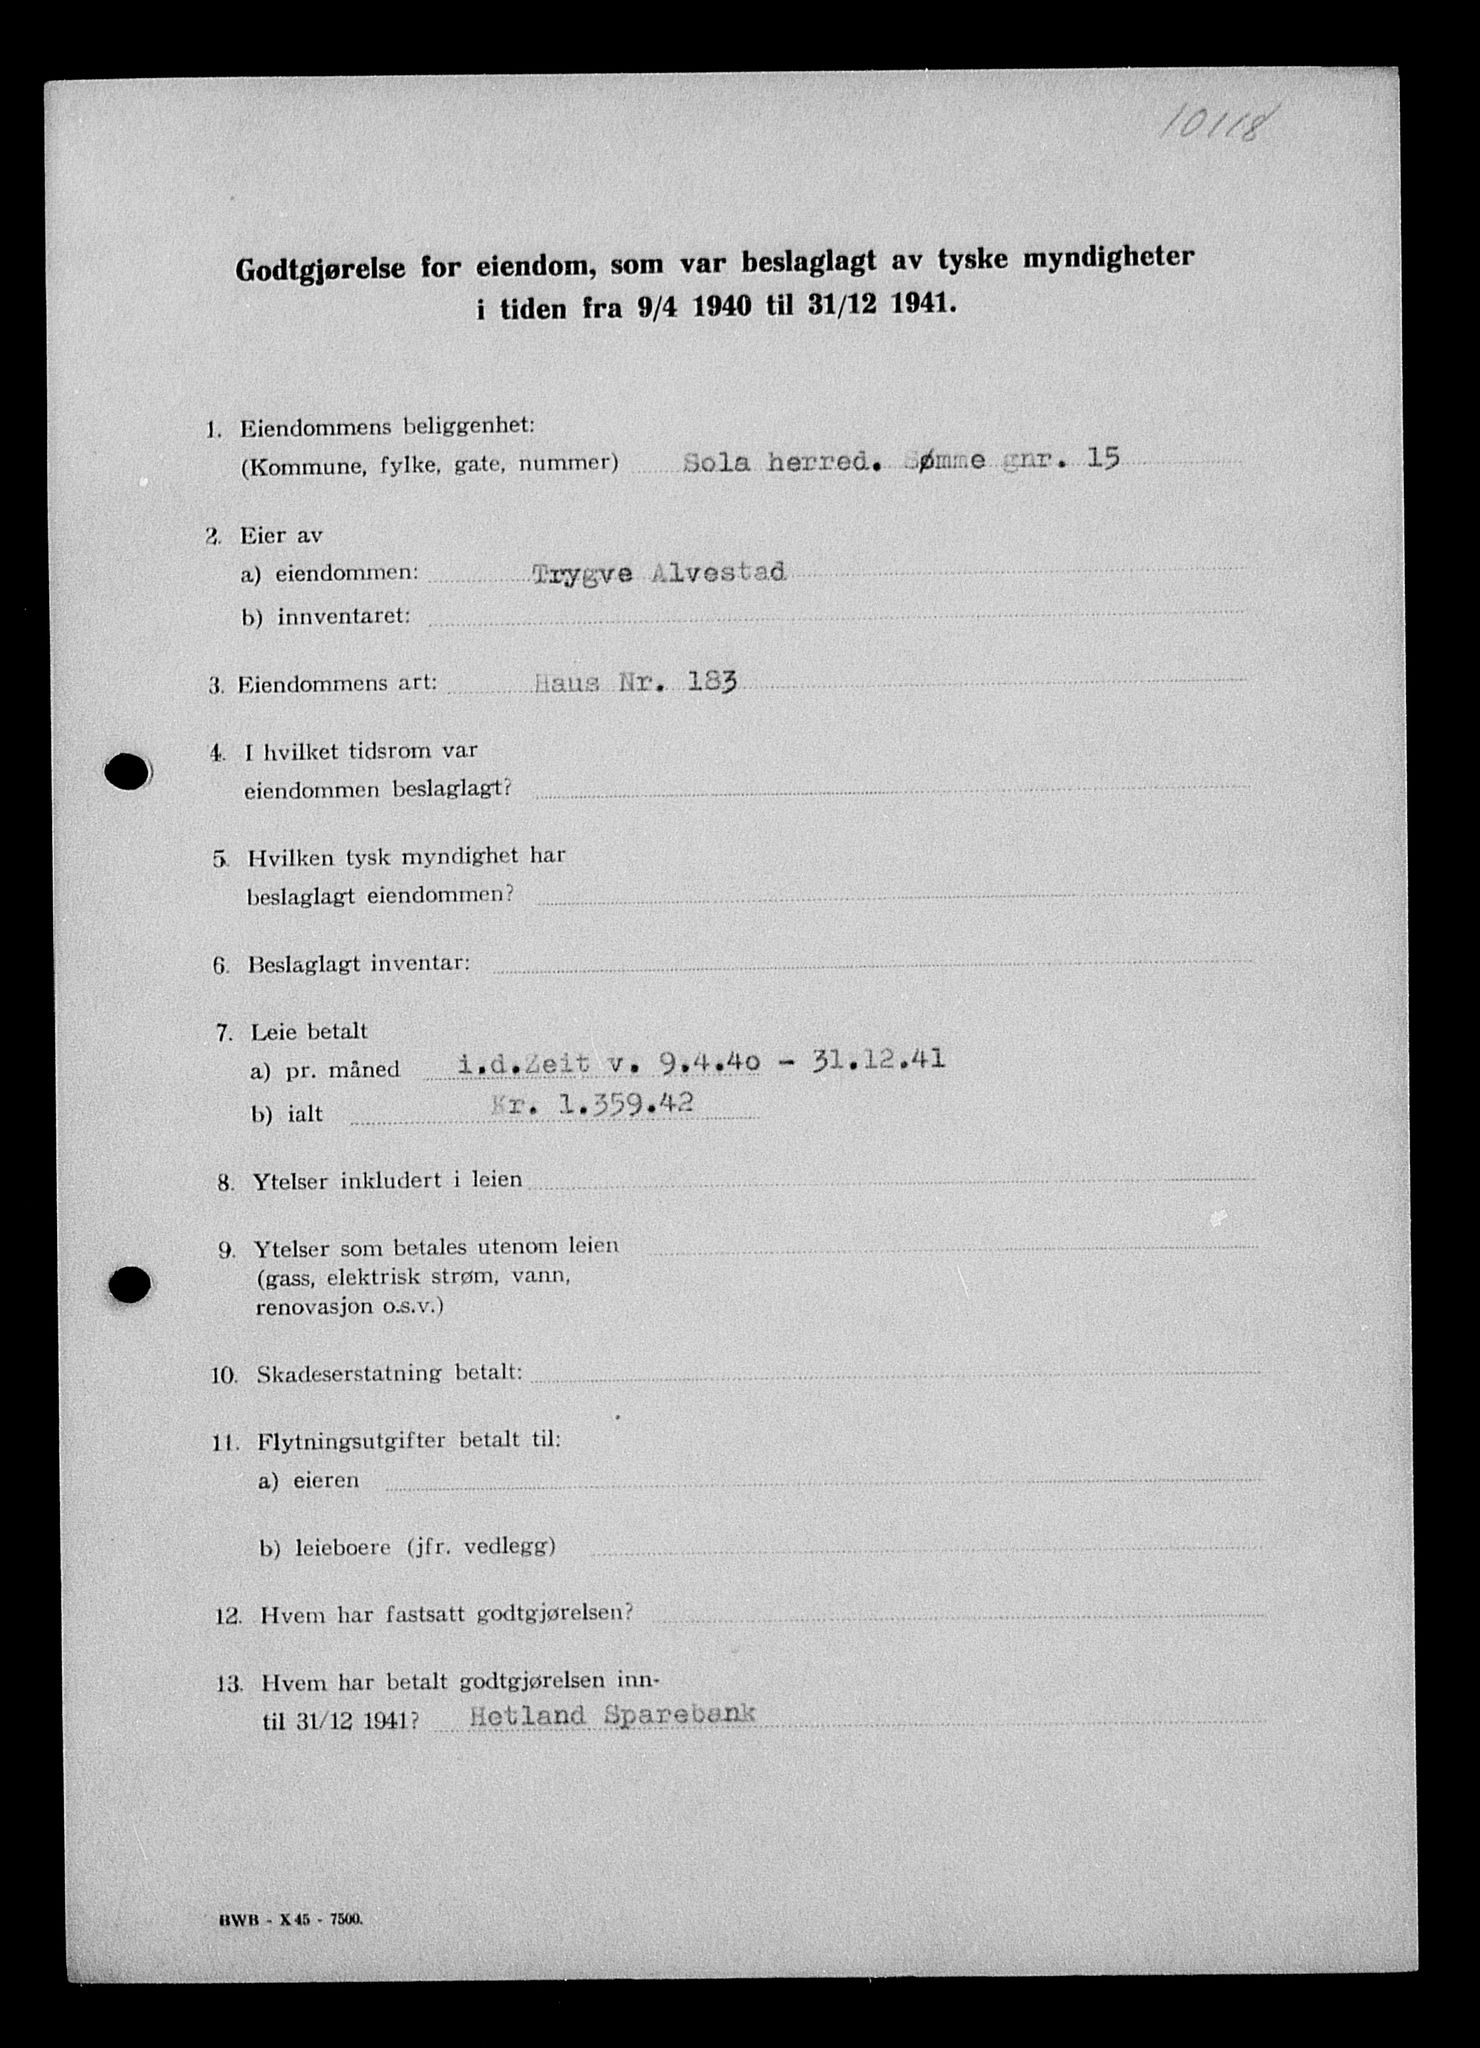 10118
Godtgjørelse for eiendom, som var beslaglagt av tyske myndigheter
i tiden fra 9/4 1940 til 31/12 1941.
1. Eiendommens beliggenhet:
(Kommune, fylke, gate, nummer) Sola herred. Sømme gnr. 15
2. Eier av
a) eiendommen: Trygve Alvestad
b) innventaret:
3. Eiendommens art: Haus Nr. 183
4. I hvilket tidsrom var
eiendommen beslaglagt?
5. Hvilken tysk myndighet har
beslaglagt eiendommen?
6. Beslaglagt inventar:
7. Leie betalt
a) pr. måned i.d.Zeit v. 9.4.40 - 31.12.41
b) ialt Kr. 1.359.42
8. Ytelser inkludert i leien
9. Ytelser som betales utenom leien
(gass, elektrisk strøm, vann,
renovasjon o.s.v.)
10. Skadeserstatning betalt:
11. Flytningsutgifter betalt til:
a) eieren
b) leieboere (jfr. vedlegg)
12. Hvem har fastsatt godtgjørelsen?
13. Hvem har betalt godtgjørelsen inn-
til 31/12 1941? Hetland Sparebank
BWB - X 45 - 7500.